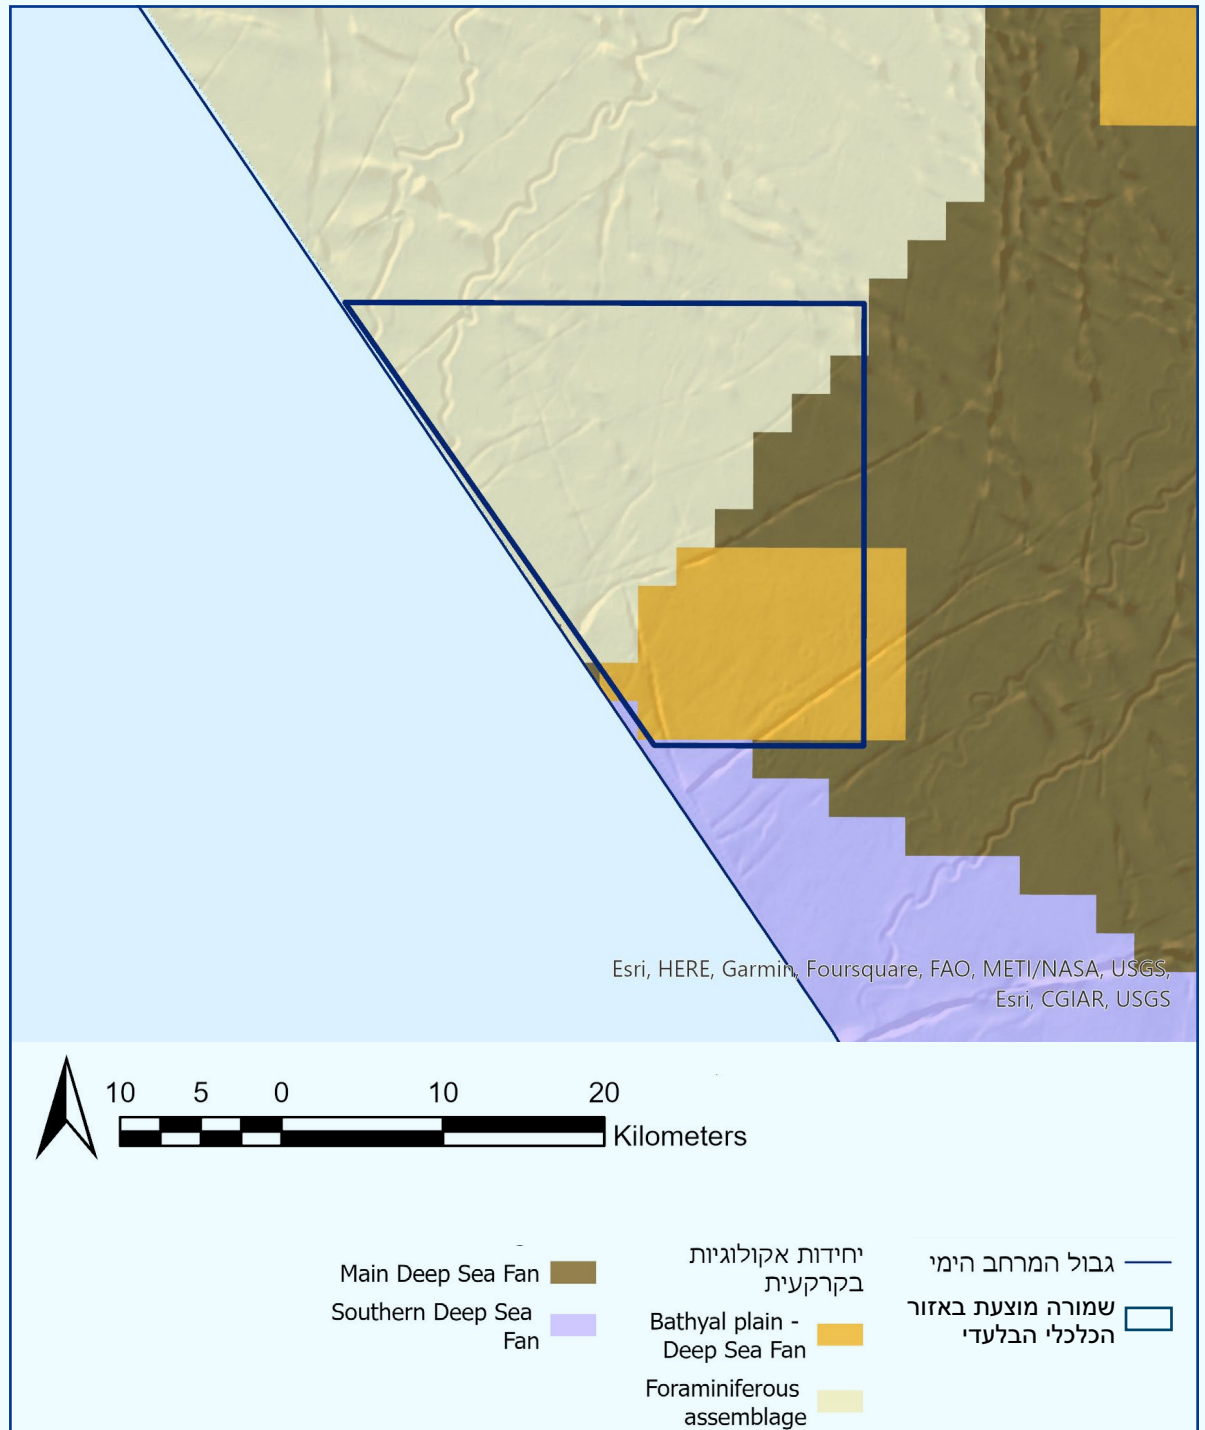 Esri, HERE, Garmin, Foursquare, FAO, METI/NASA, USGS,
Esri, CGIAR, USGS
10 5 0 10 20
Kilometers
גבול המרחב הימי
שמורה מוצעת באזור
הכלכלי הבלעדי
יחידות אקולוגיות
בקרקעית
Bathyal plain -
Deep Sea Fan
Foraminiferous
assemblage
Main Deep Sea Fan
Southern Deep Sea
Fan